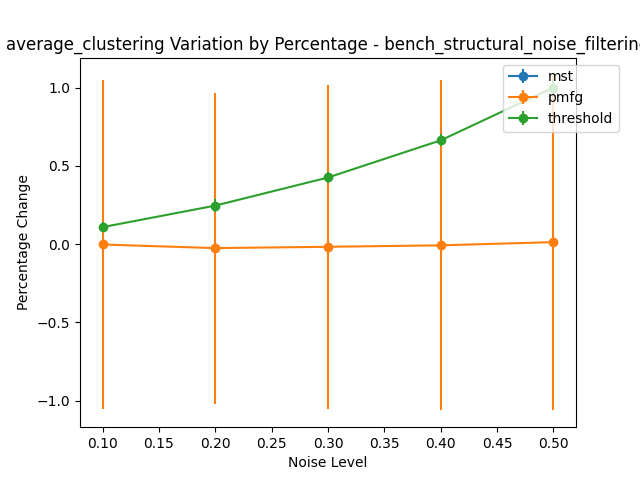 average_clustering Variation by Percentage - bench_structural_noise_filtering
mst
pmfg
threshold
1.0
0.5
0.0
−0.5
−1.0
Percentage Change
0.10 0.15 0.20 0.25 0.30 0.35 0.40 0.45 0.50
Noise Level